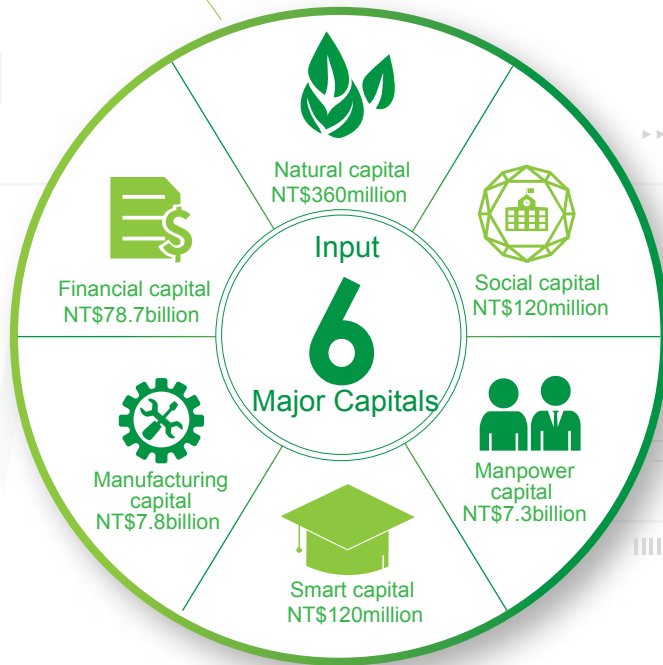 Natural capital
NT$360million
Input
6
Major Capitals
Social capital
NT$120million
Manpower
capital
NT$7.3billion
Smart capital
NT$120million
Manufacturing
capital
NT$7.8billion
Financial capital
NT$78.7billion
$